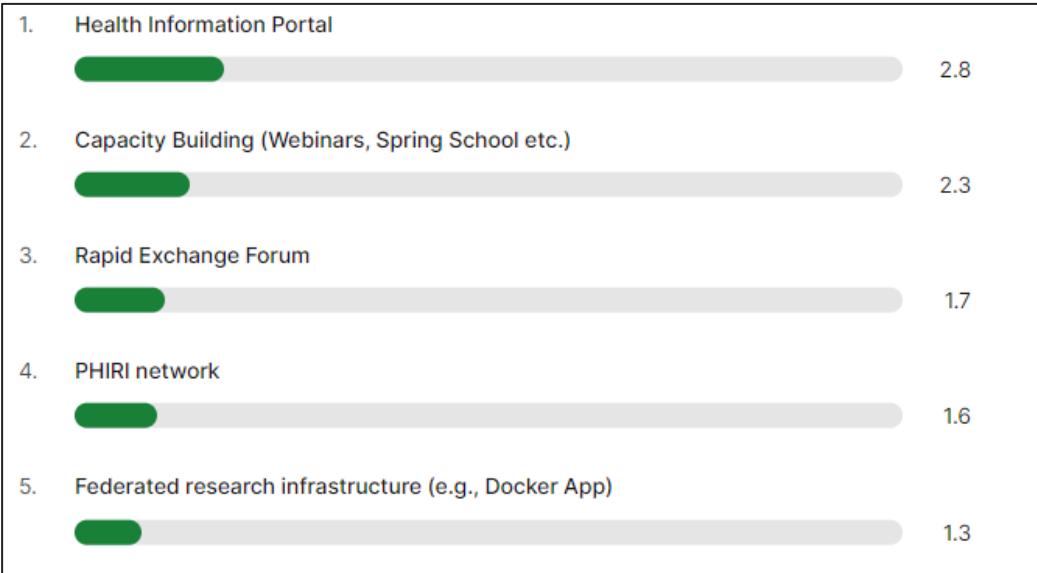 1. Health Information Portal
2.8
2. Capacity Building (Webinars, Spring School etc.)
2.3
3. Rapid Exchange Forum
1.7
4. PHIRI network
1.6
5. Federated research infrastructure (e.g., Docker App)
1.3